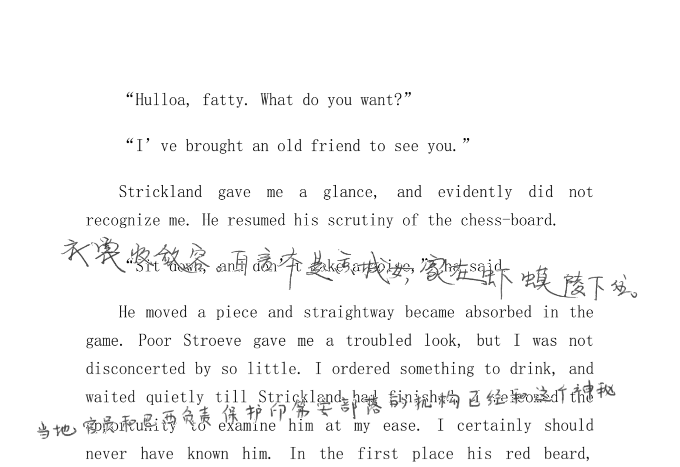 “Hulloa, fatty. What do you want?”
“I’ve brought an old friend to see you.”
Strickland gave me a glance, and evidently did not
recognize me. He resumed his scrutiny of the chess-board.
衣裳收敛容。自言本是京城女,家在虾蟆陵下住。
“Sit down, and don’t make a noise,” he said.
He moved a piece and straightway became absorbed in the
game. Poor Stroeve gave me a troubled look, but I was not
disconcerted by so little. I ordered something to drink, and
waited quietly till Strickland had finished. I welcomed the
当地官员和巴西负责保护印第安部落的机构已经和这个神秘
opportunity to examine him at my ease. I certainly should
never have known him. In the first place his red beard,